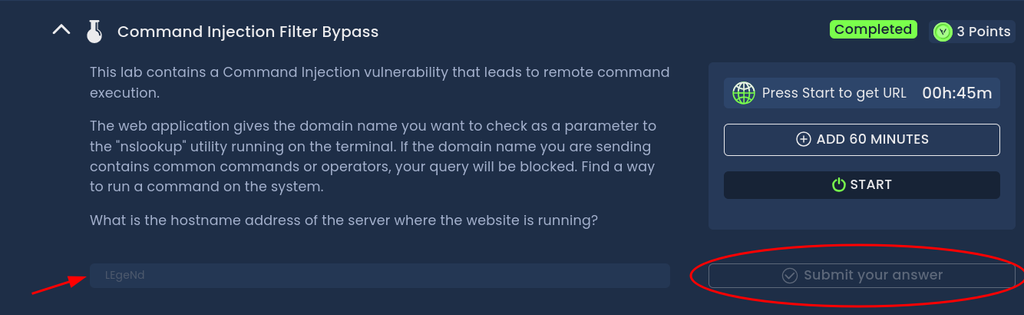 Command Injection Filter Bypass
Completed
3 Points
This lab contains a Command Injection vulnerability that leads to remote command
execution.
The web application gives the domain name you want to check as a parameter to
the "nslookup" utility running on the terminal. If the domain name you are sending
contains common commands or operators, your query will be blocked. Find a way
to run a command on the system.
What is the hostname address of the server where the website is running?
LEgeNd
Press Start to get URL 00h:45m
ADD 60 MINUTES
START
Submit your answer